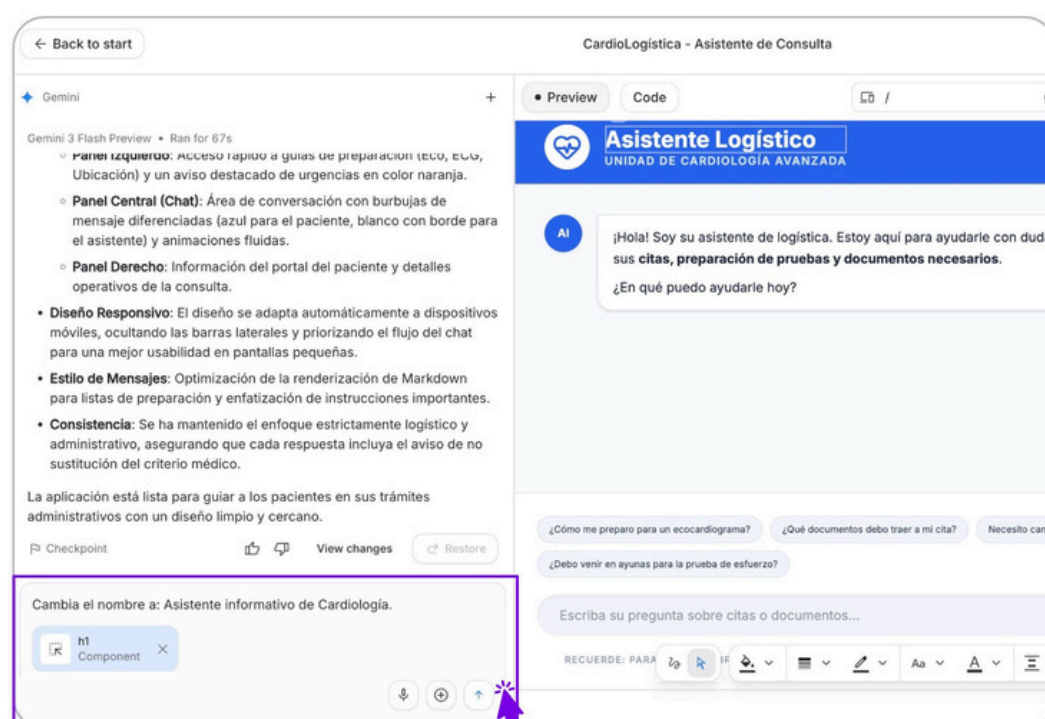 ← Back to start
CardioLogística - Asistente de Consulta
Gemini
+
Gemini 3 Flash Preview • Ran for 67s
◦ Panel Izquierdo: Acceso rápido a guías de preparación (Eco, ECG,
Ubicación) y un aviso destacado de urgencias en color naranja.
◦ Panel Central (Chat): Área de conversación con burbujas de
mensaje diferenciadas (azul para el paciente, blanco con borde para
el asistente) y animaciones fluidas.
◦ Panel Derecho: Información del portal del paciente y detalles
operativos de la consulta.
• Diseño Responsivo: El diseño se adapta automáticamente a dispositivos
móviles, ocultando las barras laterales y priorizando el flujo del chat
para una mejor usabilidad en pantallas pequeñas.
• Estilo de Mensajes: Optimización de la renderización de Markdown
para listas de preparación y enfatización de instrucciones importantes.
• Consistencia: Se ha mantenido el enfoque estrictamente logístico y
administrativo, asegurando que cada respuesta incluya el aviso de no
sustitución del criterio médico.
La aplicación está lista para guiar a los pacientes en sus trámites
administrativos con un diseño limpio y cercano.
Checkpoint
View changes
Restore
Cambia el nombre a: Asistente informativo de Cardiología.
h1
Component
• Preview
Code
/
Asistente Logístico
UNIDAD DE CARDIOLOGÍA AVANZADA
AI
¡Hola! Soy su asistente de logística. Estoy aquí para ayudarle con dud
sus citas, preparación de pruebas y documentos necesarios.
¿En qué puedo ayudarle hoy?
¿Cómo me preparo para un ecocardiograma?
¿Qué documentos debo traer a mi cita?
Necesito can
¿Debo venir en ayunas para la prueba de esfuerzo?
Escriba su pregunta sobre citas o documentos...
RECUERDE: PARA
Aa
A